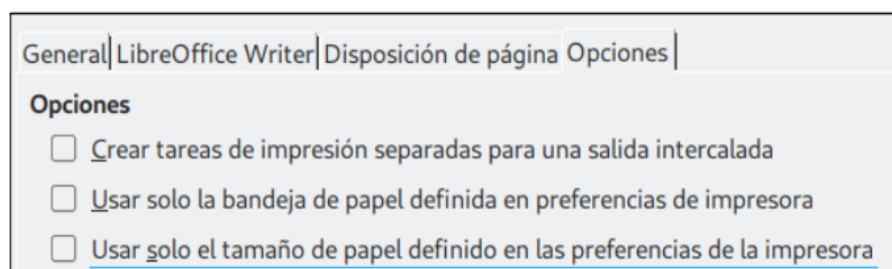 General LibreOffice Writer Disposición de página Opciones
Opciones
Crear tareas de impresión separadas para una salida intercalada
Usar solo la bandeja de papel definida en preferencias de impresora
Usar solo el tamaño de papel definido en las preferencias de la impresora